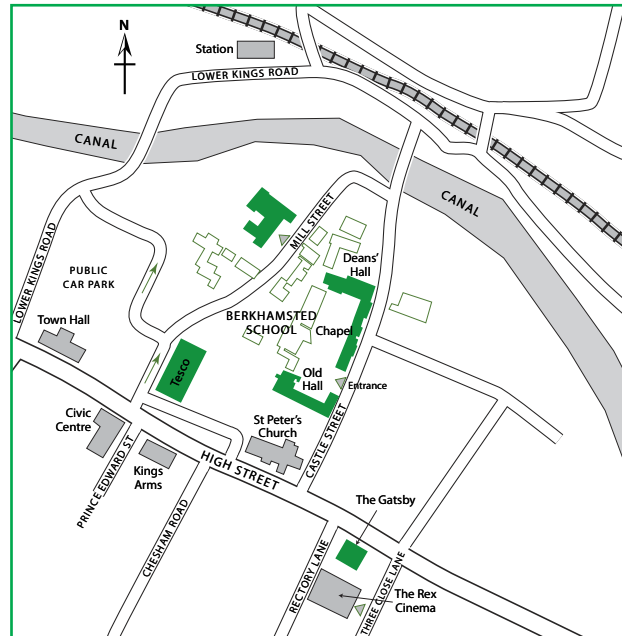 N
Station
LOWER KINGS ROAD
CANAL
CANAL
MILL STREET
Deans'
Hall
LOWER KINGS ROAD
PUBLIC
CAR PARK
BERKHAMSTED
SCHOOL
Chapel
Town Hall
Tesco
Old
Hall
Entrance
Civic
Centre
St Peter's
Church
CASTLE STREET
PRINCE EDWARD ST
Kings
Arms
HIGH STREET
CHESHAM ROAD
The Gatsby
RECTORY LANE
THREE CLOSE LANE
The Rex
Cinema